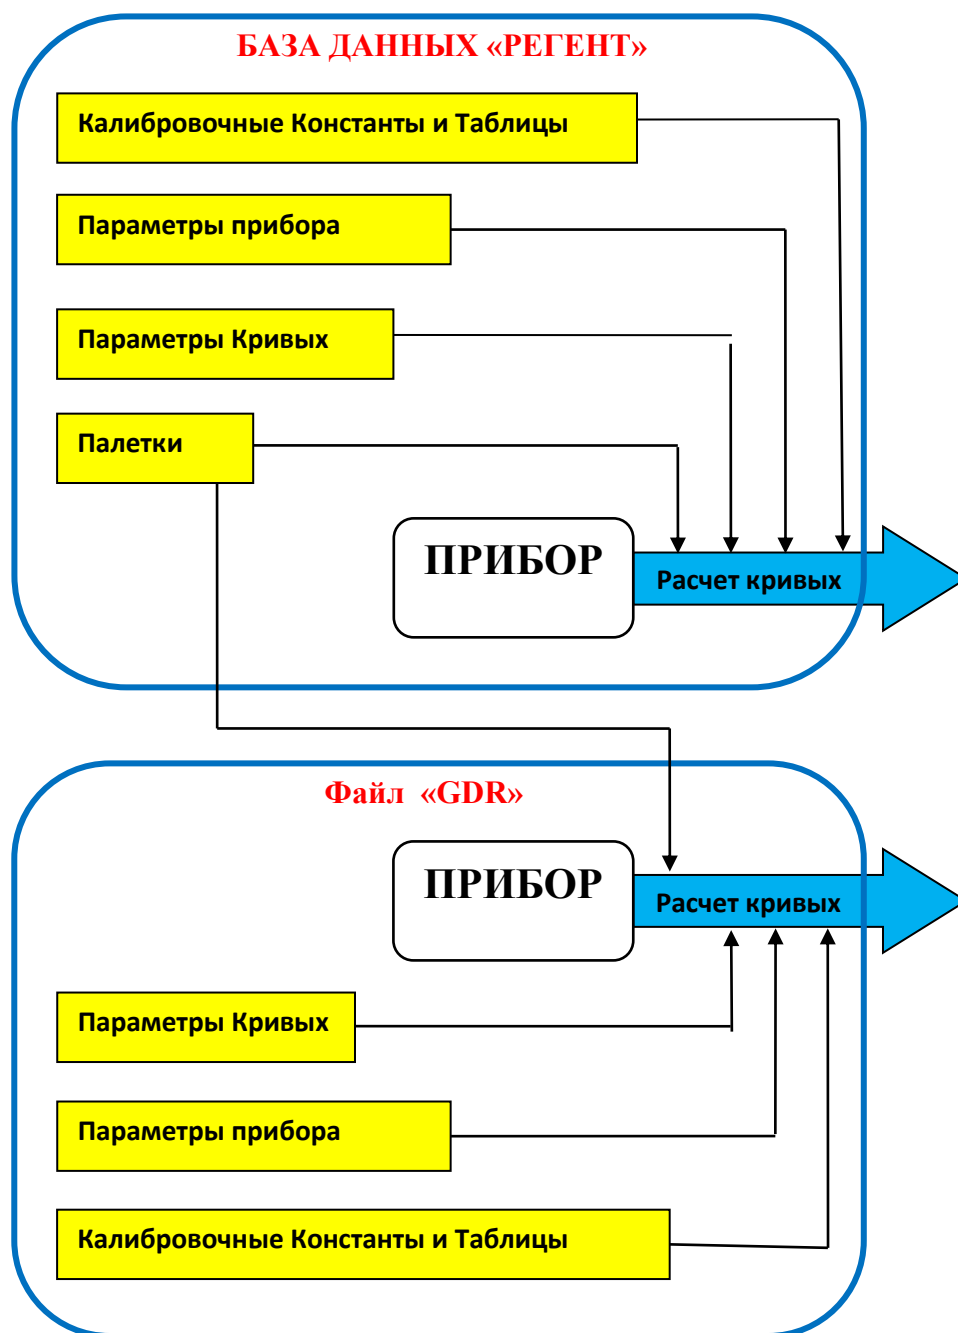 БАЗА ДАННЫХ «РЕГЕНТ»
Калибровочные Константы и Таблицы
Параметры прибора
Параметры Кривых
Палетки
ПРИБОР
Расчет кривых
Файл «GDR»
ПРИБОР
Расчет кривых
Параметры Кривых
Параметры прибора
Калибровочные Константы и Таблицы